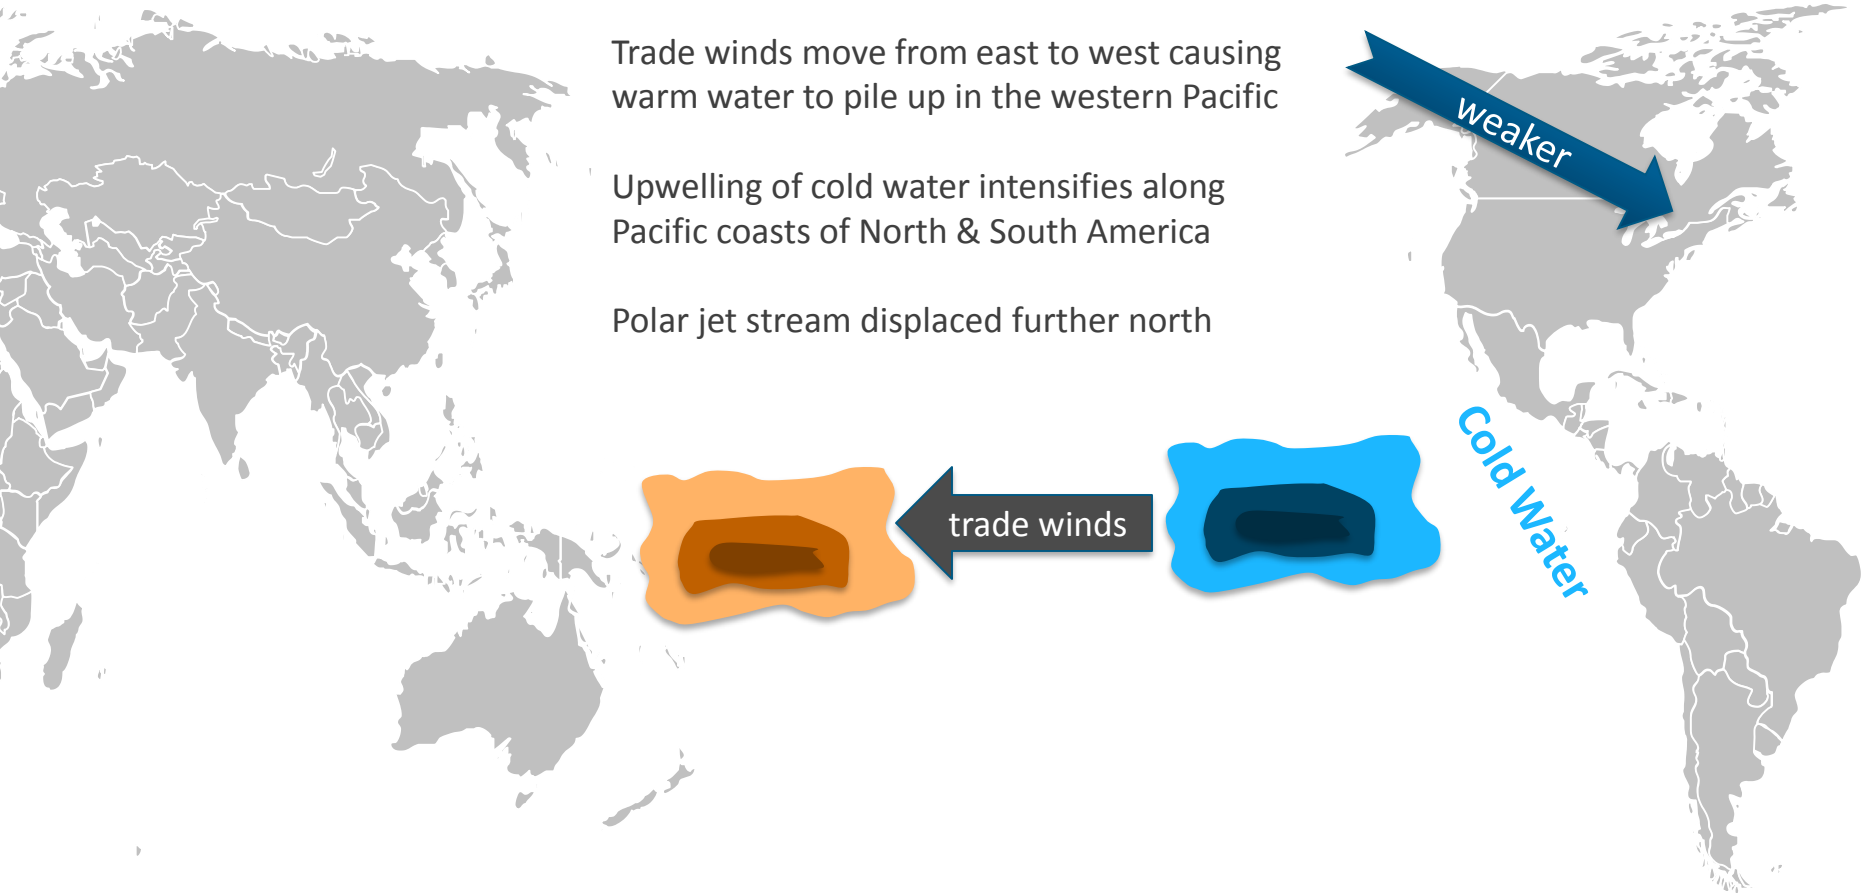 Trade winds move from east to west causing
warm water to pile up in the western Pacific
Upwelling of cold water intensifies along
Pacific coasts of North & South America
Polar jet stream displaced further north
weaker
Cold Water
trade winds